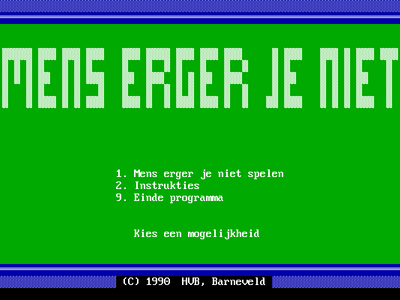 MENS ERGER JE NIET
1. Mens erger je niet spelen
2. Instrukties
9. Einde programma
Kies een mogelijkheid
(C) 1990 HVB, Barneveld